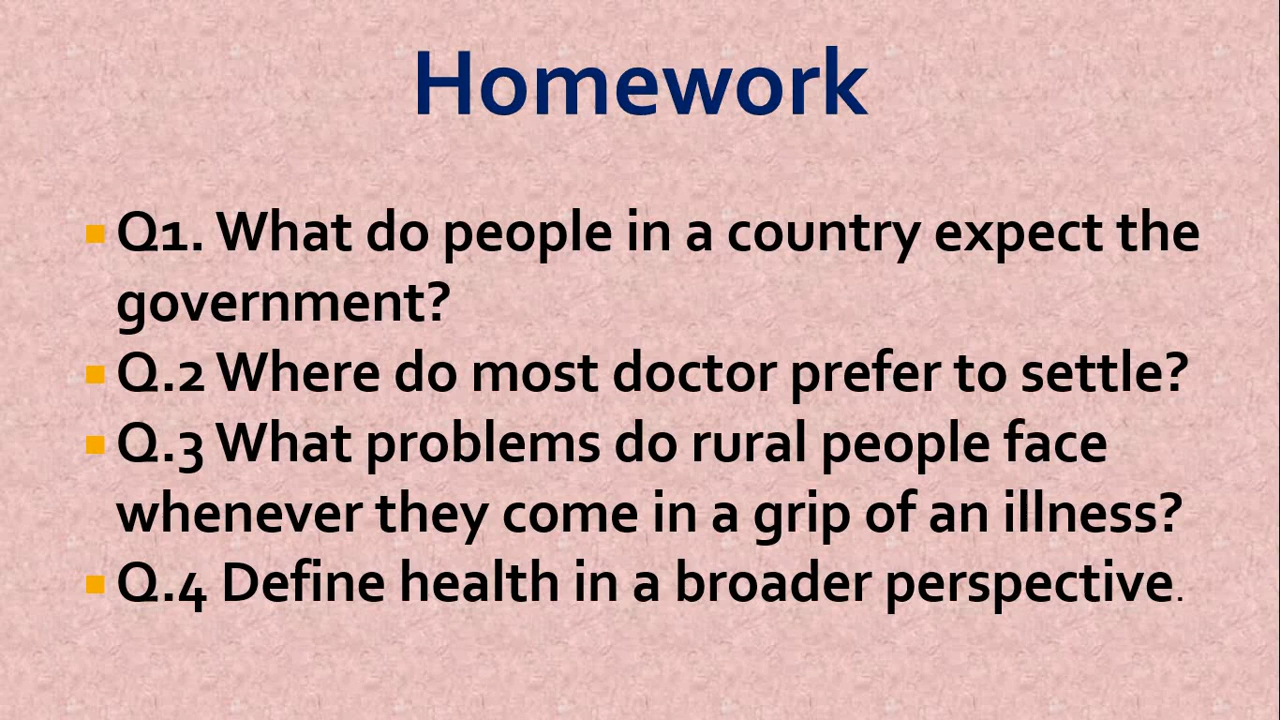 Homework
Q1. What do people in a country expect the
government?
Q.2 Where do most doctor prefer to settle?
Q.3 What problems do rural people face
whenever they come in a grip of an illness?
Q.4 Define health in a broader perspective.